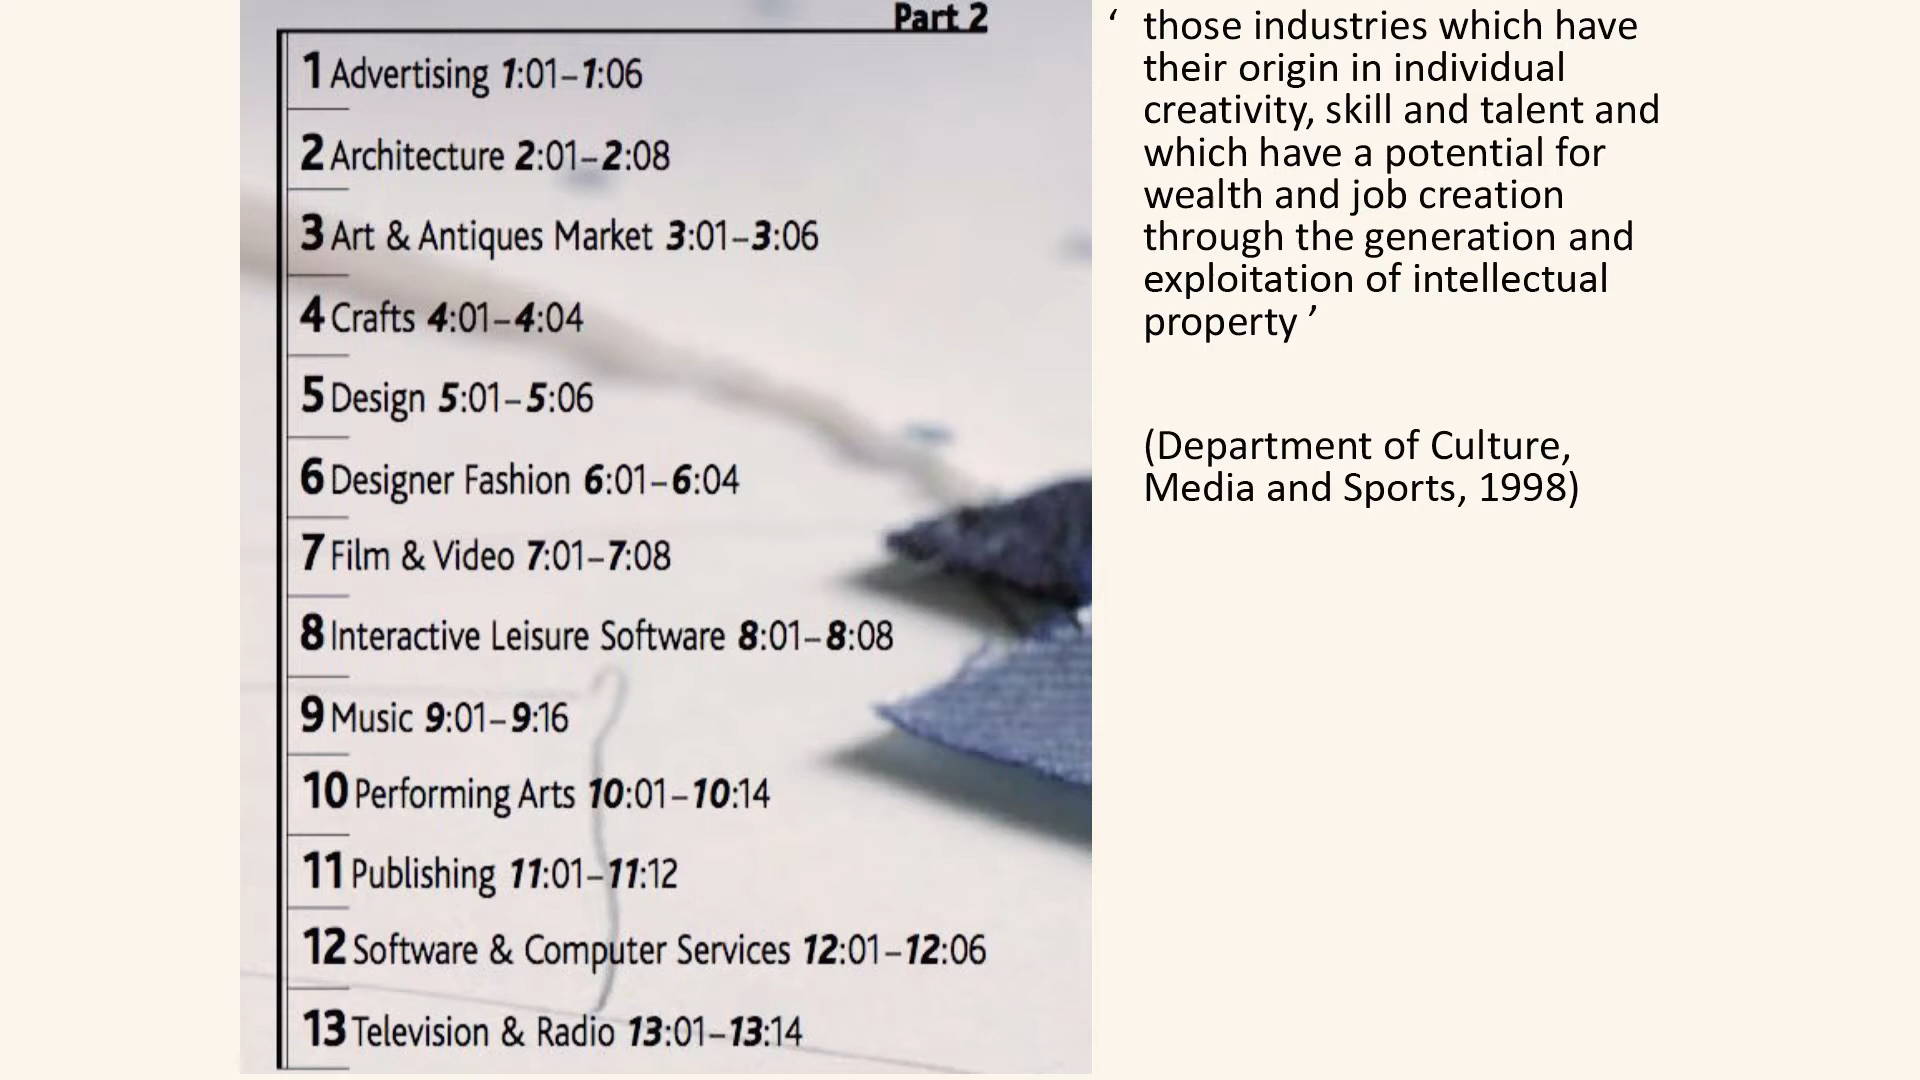 Part 2
1 Advertising 1:01–1:06
2 Architecture 2:01–2:08
3 Art & Antiques Market 3:01–3:06
4 Crafts 4:01–4:04
5 Design 5:01–5:06
6 Designer Fashion 6:01–6:04
7 Film & Video 7:01–7:08
8 Interactive Leisure Software 8:01–8:08
9 Music 9:01–9:16
10 Performing Arts 10:01–10:14
11 Publishing 11:01–11:12
12 Software & Computer Services 12:01–12:06
13 Television & Radio 13:01–13:14
‘ those industries which have
their origin in individual
creativity, skill and talent and
which have a potential for
wealth and job creation
through the generation and
exploitation of intellectual
property ’
(Department of Culture,
Media and Sports, 1998)